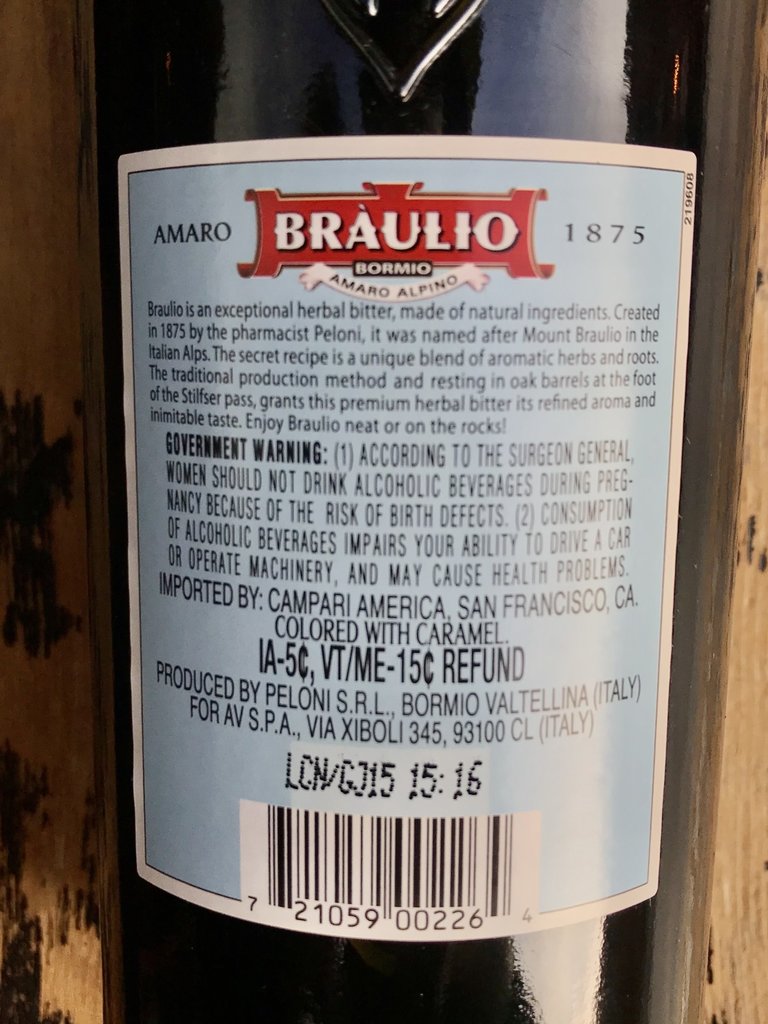 219608
AMARO BRÀULIO 1875
BORMIO
AMARO ALPINO
Braulio is an exceptional herbal bitter, made of natural ingredients. Created
in 1875 by the pharmacist Peloni, it was named after Mount Braulio in the
Italian Alps. The secret recipe is a unique blend of aromatic herbs and roots.
The traditional production method and resting in oak barrels at the foot
of the Stilfser pass, grants this premium herbal bitter its refined aroma and
inimitable taste. Enjoy Braulio neat or on the rocks!
GOVERNMENT WARNING: (1) ACCORDING TO THE SURGEON GENERAL,
WOMEN SHOULD NOT DRINK ALCOHOLIC BEVERAGES DURING PREG-
NANCY BECAUSE OF THE RISK OF BIRTH DEFECTS. (2) CONSUMPTION
OF ALCOHOLIC BEVERAGES IMPAIRS YOUR ABILITY TO DRIVE A CAR
OR OPERATE MACHINERY, AND MAY CAUSE HEALTH PROBLEMS.
IMPORTED BY: CAMPARI AMERICA, SAN FRANCISCO, CA.
COLORED WITH CARAMEL.
IA-5¢, VT/ME-15¢ REFUND
PRODUCED BY PELONI S.R.L., BORMIO VALTELLINA (ITALY)
FOR AV S.P.A., VIA XIBOLI 345, 93100 CL (ITALY)
LCN/GJ15 15:16
7 21059 00226 4